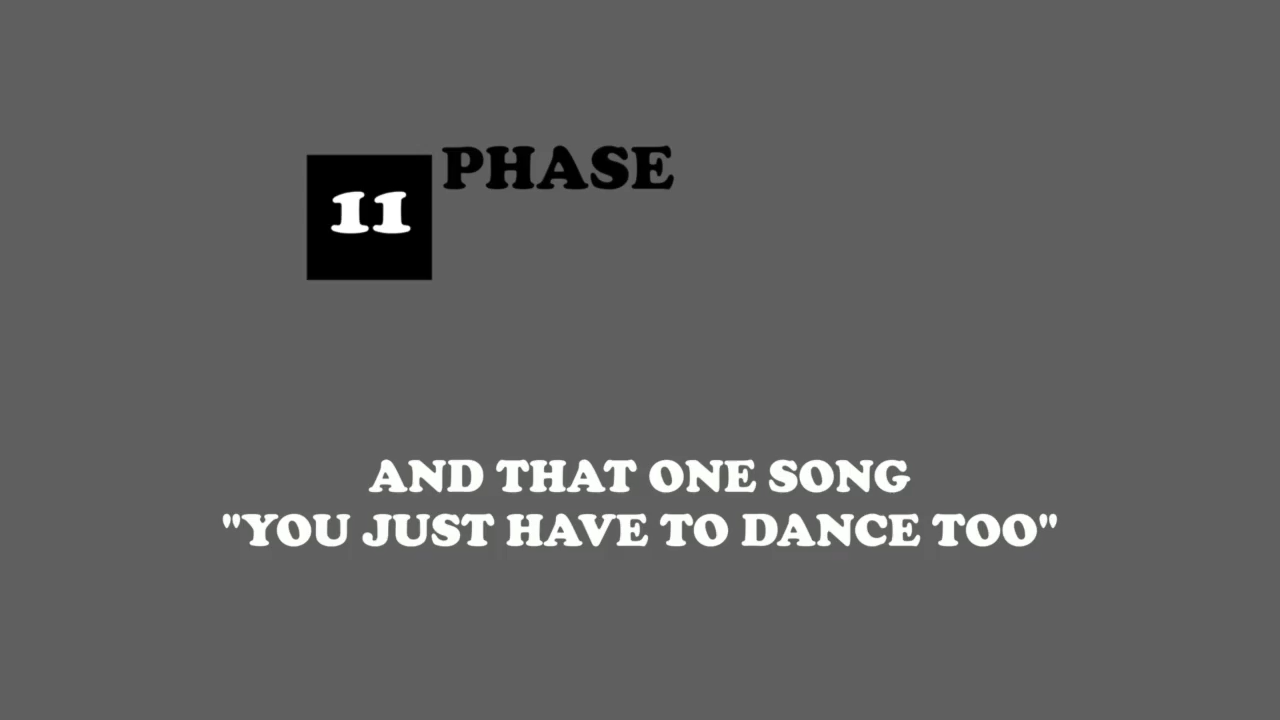 PHASE
11
AND THAT ONE SONG
"YOU JUST HAVE TO DANCE TOO"